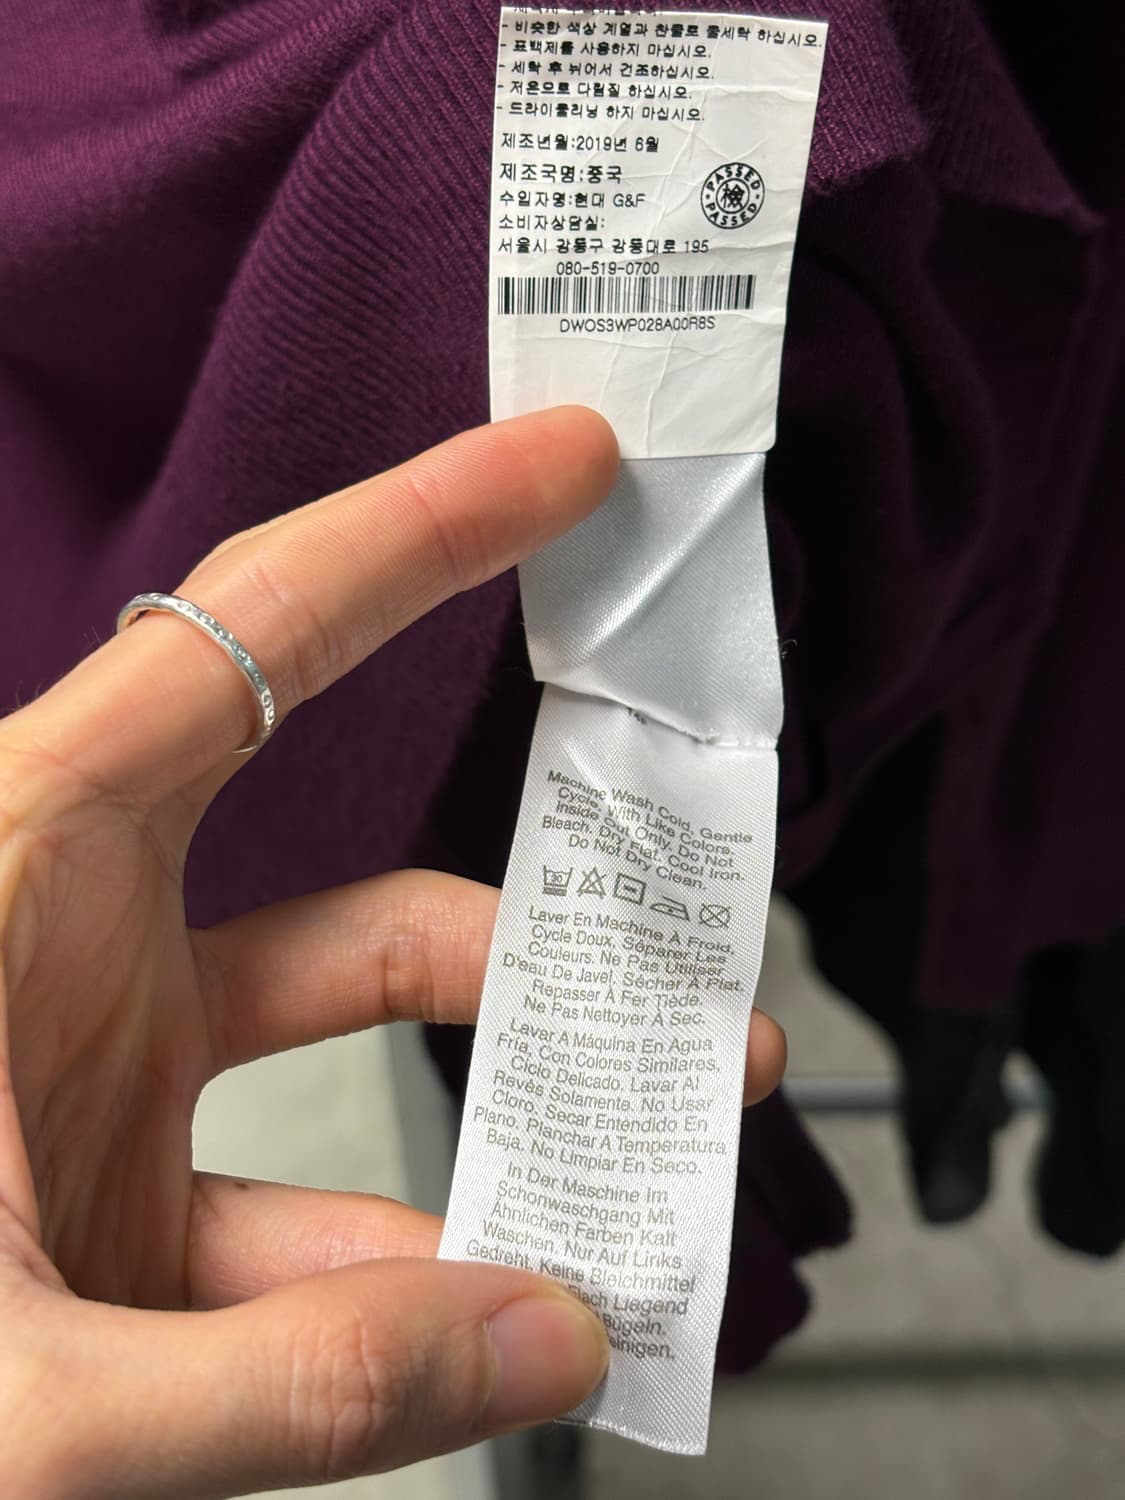 - 비슷한 색상 계열과 찬물로 물세탁 하십시오.
- 표백제를 사용하지 마십시오.
- 세탁 후 뉘어서 건조하십시오.
- 저온으로 다림질 하십시오.
- 드라이클리닝 하지 마십시오.
제조년월:2019년 6월
제조국명:중국
수입자명:현대 G&F
소비자상담실:
서울시 강동구 강동대로 195
080-519-0700
PASSED
檢
PASSED
DWOS3WP028A00R8S
Machine Wash Cold, Gentle
Cycle, With Like Colors,
Inside Out Only. Do Not
Bleach. Dry Flat. Cool Iron.
Do Not Dry Clean.
30
Laver En Machine À Froid,
Cycle Doux, Séparer Les
Couleurs. Ne Pas Utiliser
D'eau De Javel. Sécher À Plat.
Repasser À Fer Tiède.
Ne Pas Nettoyer À Sec.
Lavar A Máquina En Agua
Fría, Con Colores Similares,
Ciclo Delicado, Lavar Al
Revés Solamente. No Usar
Cloro, Secar Entendido En
Plano. Planchar A Temperatura
Baja. No Limpiar En Seco.
In Der Maschine Im
Schonwaschgang Mit
Ähnlichen Farben Kalt
Waschen. Nur Auf Links
Gedreht. Keine Bleichmittel
Flach Liegend
Bügeln.